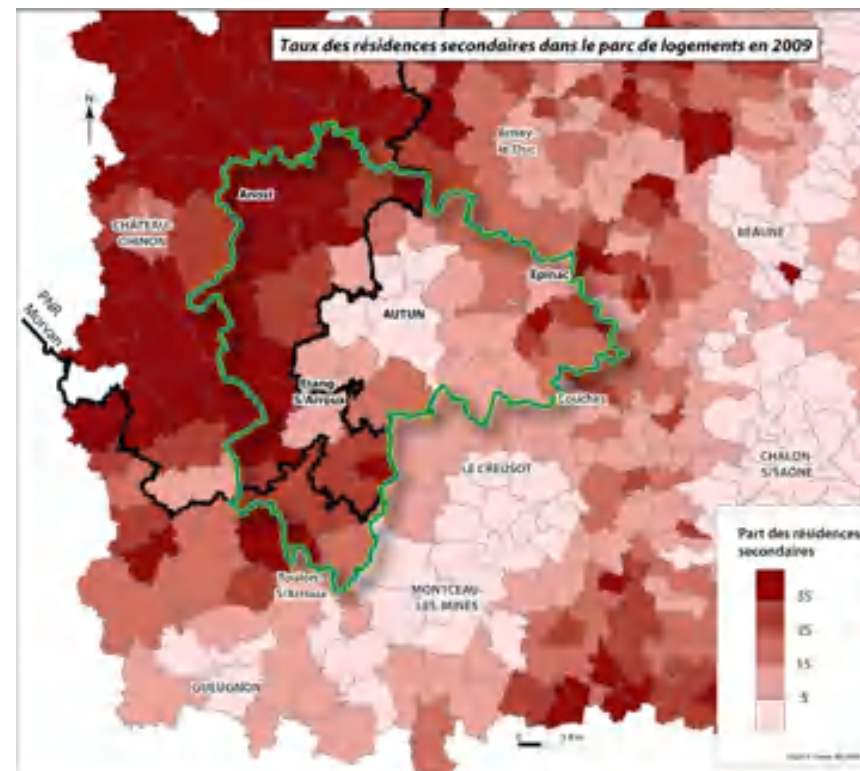 Taux des résidences secondaires dans le parc de logements en 2009
N
Arnay-
le-Duc
Anost
CHÂTEAU-
CHINON
BEAUNE
Epinac
PNR
Morvan
AUTUN
Etang
S/Arroux
Couches
LE CREUSOT
CHALON-
S/SAONE
Toulon
S/Arroux
MONTCEAU-
LES-MINES
GUEUGNON
Part des résidences
secondaires
35
25
15
5
0